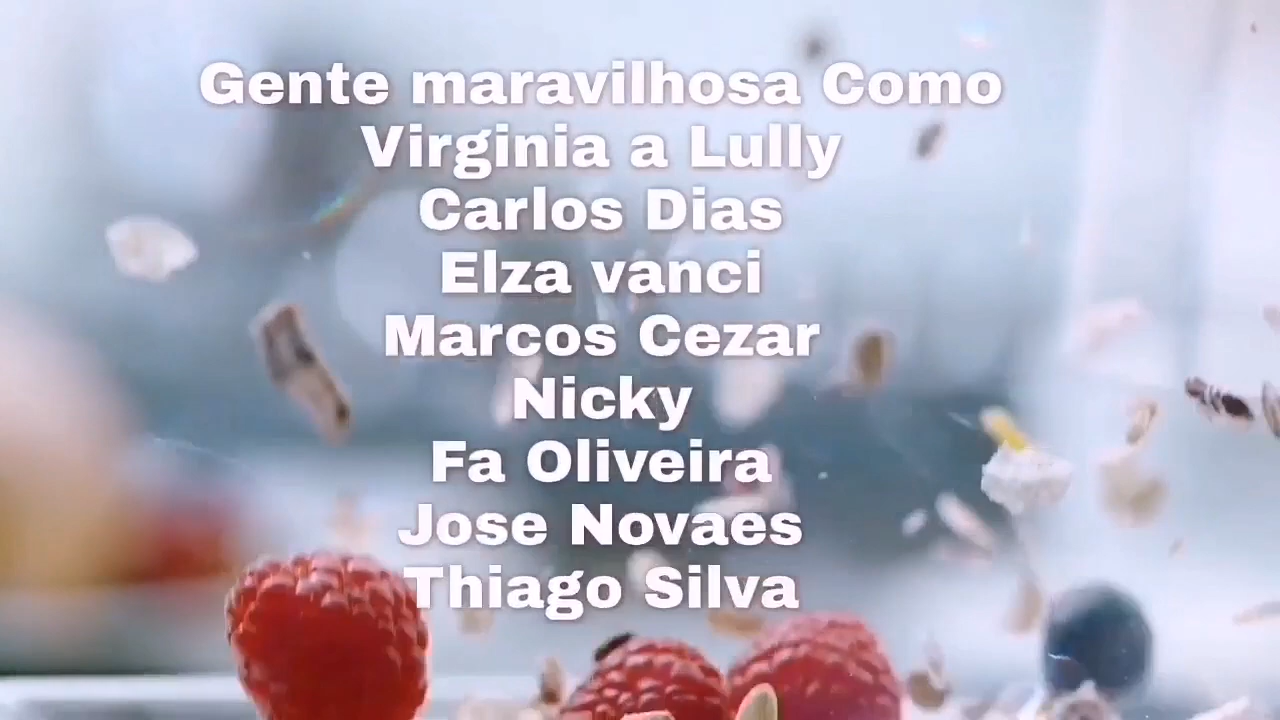 Gente maravilhosa Como
Virginia a Lully
Carlos Dias
Elza vanci
Marcos Cezar
Nicky
Fa Oliveira
Jose Novaes
Thiago Silva